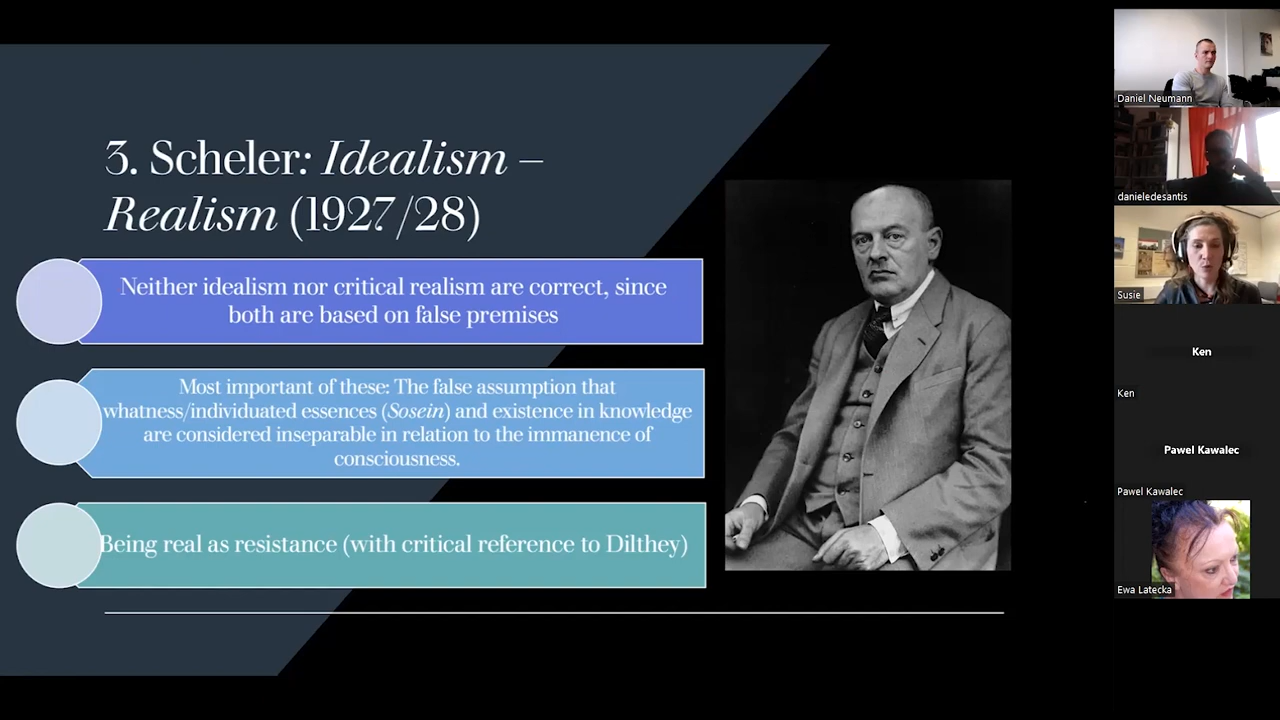 3. Scheler: Idealism –
Realism (1927/28)
Neither idealism nor critical realism are correct, since
both are based on false premises
Most important of these: The false assumption that
whatness/individuated essences (Sosein) and existence in knowledge
are considered inseparable in relation to the immanence of
consciousness.
Being real as resistance (with critical reference to Dilthey)
Daniel Neumann
danieledesantis
Susie
Ken
Ken
Pawel Kawalec
Pawel Kawalec
Ewa Latecka